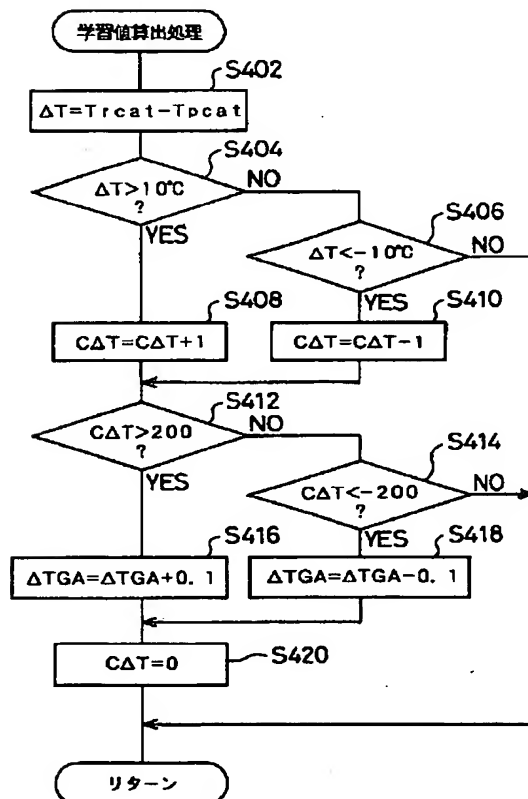 学習値算出処理
S402
ΔT=Trcat-Tpcat
S404
ΔT>10℃
?
NO
YES
S406
ΔT<-10℃
?
NO
YES
S408
CΔT=CΔT+1
S410
CΔT=CΔT-1
S412
CΔT>200
?
NO
YES
S414
CΔT<-200
?
NO
YES
S416
ΔTGA=ΔTGA+0.1
S418
ΔTGA=ΔTGA-0.1
CΔT=0
S420
リターン